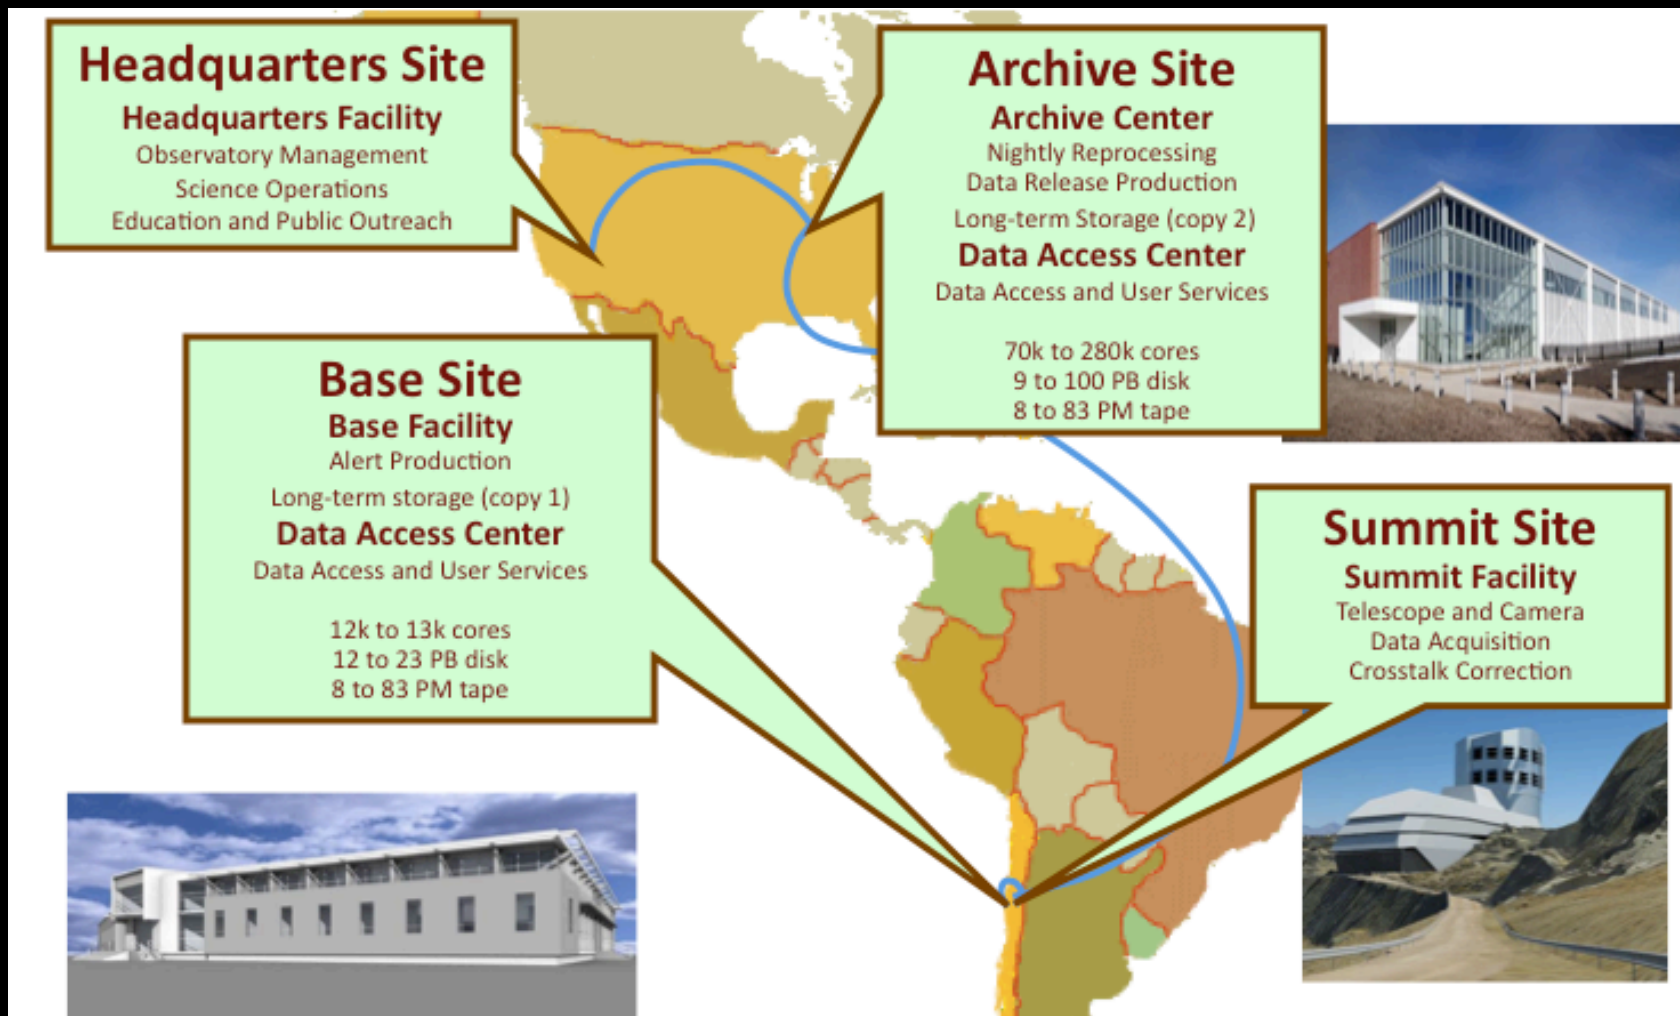 Headquarters Site
Headquarters Facility
Observatory Management
Science Operations
Education and Public Outreach
Archive Site
Archive Center
Nightly Reprocessing
Data Release Production
Long-term Storage (copy 2)
Data Access Center
Data Access and User Services
70k to 280k cores
9 to 100 PB disk
8 to 83 PM tape
Base Site
Base Facility
Alert Production
Long-term storage (copy 1)
Data Access Center
Data Access and User Services
12k to 13k cores
12 to 23 PB disk
8 to 83 PM tape
Summit Site
Summit Facility
Telescope and Camera
Data Acquisition
Crosstalk Correction